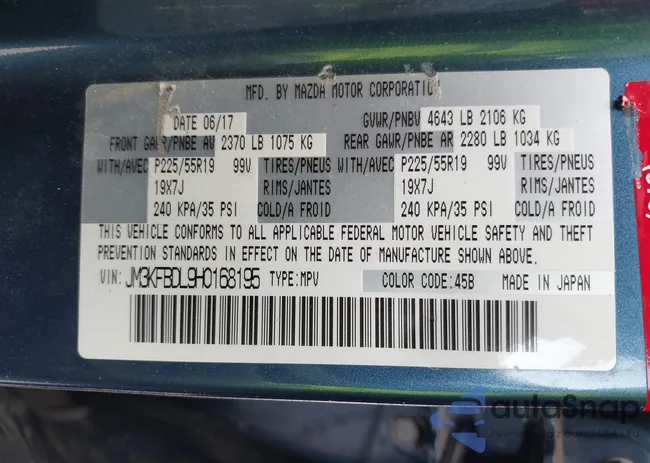 MFD. BY MAZDA MOTOR CORPORATION
DATE 06/17 GVWR/PNBV 4643 LB 2106 KG
FRONT GAWR/PNBE AV 2370 LB 1075 KG REAR GAWR/PNBE AR 2280 LB 1034 KG
WITH/AVEC P225/55R19 99V TIRES/PNEUS WITH/AVEC P225/55R19 99V TIRES/PNEUS
19X7J RIMS/JANTES 19X7J RIMS/JANTES
240 KPA/35 PSI COLD/A FROID 240 KPA/35 PSI COLD/A FROID
THIS VEHICLE CONFORMS TO ALL APPLICABLE FEDERAL MOTOR VEHICLE SAFETY AND THEFT
PREVENTION STANDARDS IN EFFECT ON THE DATE OF MANUFACTURE SHOWN ABOVE.
VIN: JM3KFBDL9H0168195 TYPE:MPV COLOR CODE:45B MADE IN JAPAN
autoSnap